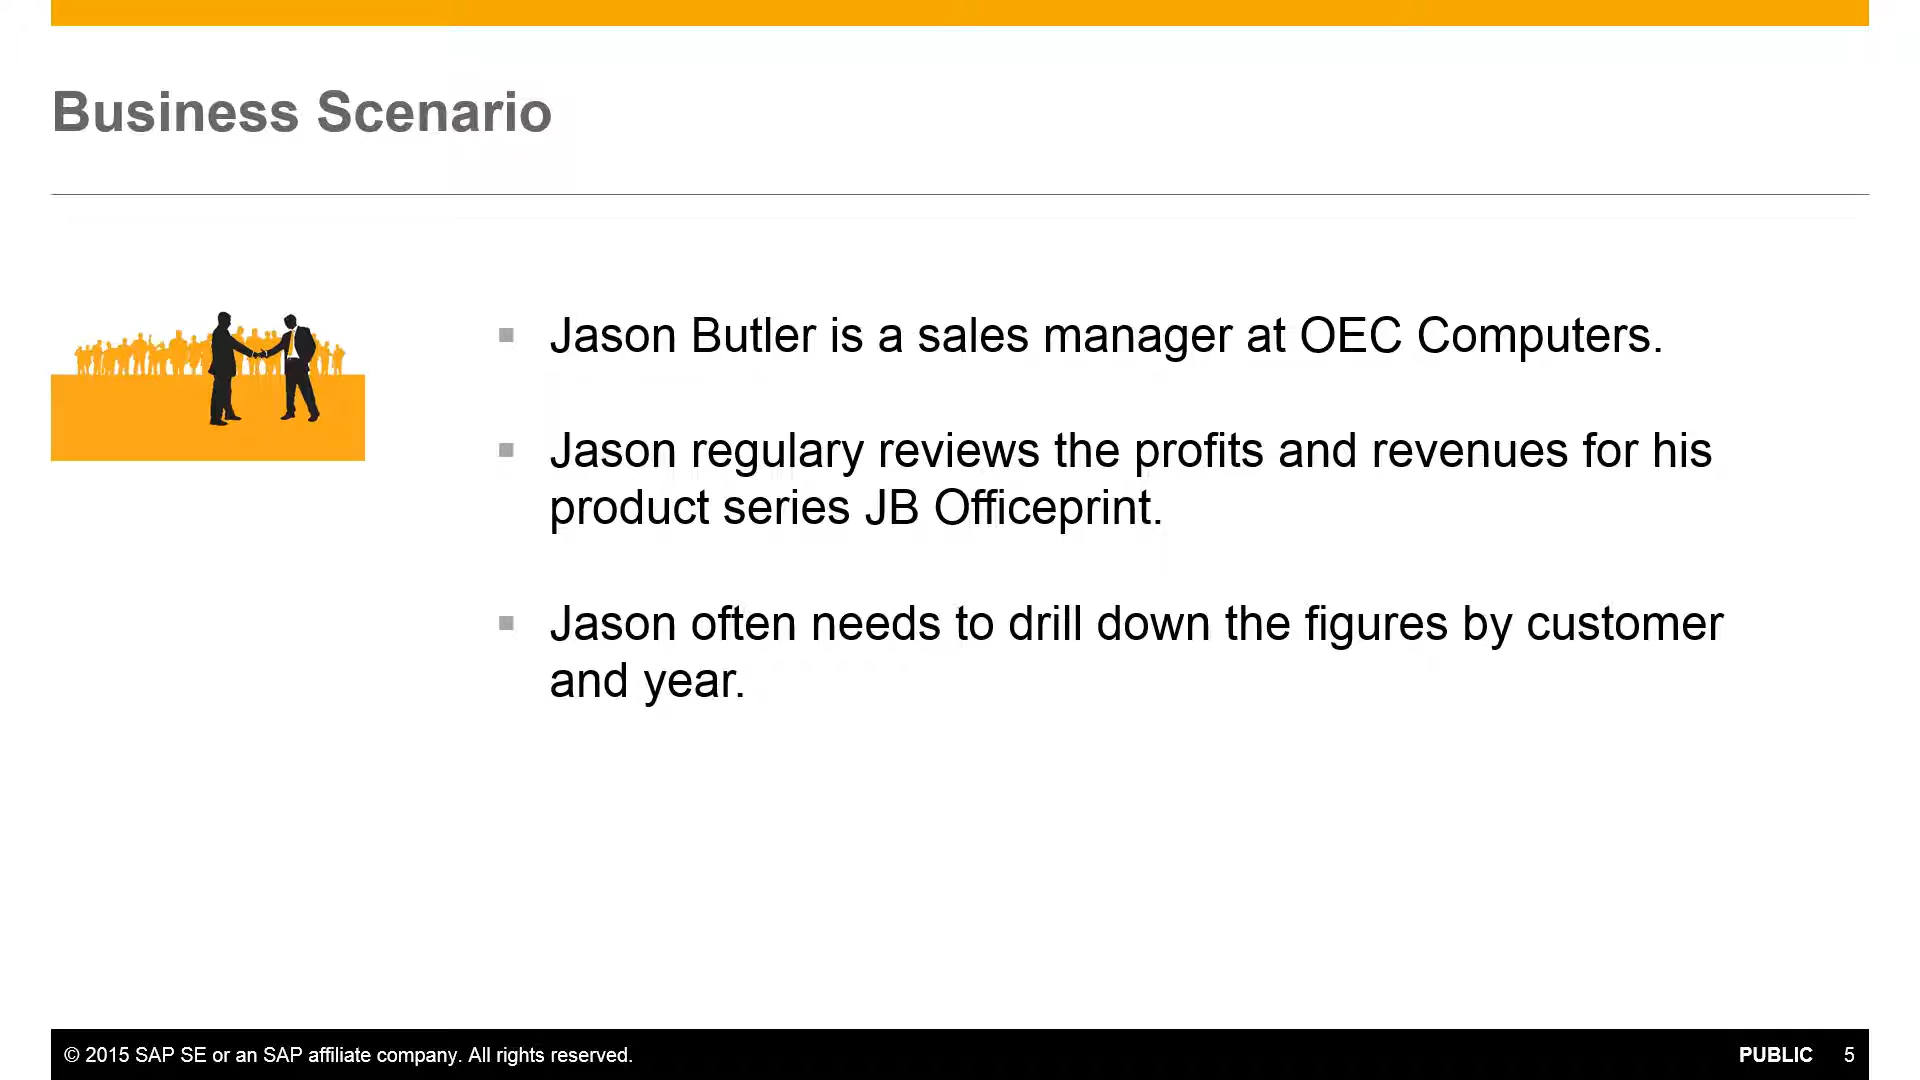 Business Scenario
Jason Butler is a sales manager at OEC Computers.
Jason regulary reviews the profits and revenues for his
product series JB Officeprint.
Jason often needs to drill down the figures by customer
and year.
© 2015 SAP SE or an SAP affiliate company. All rights reserved.
PUBLIC 5